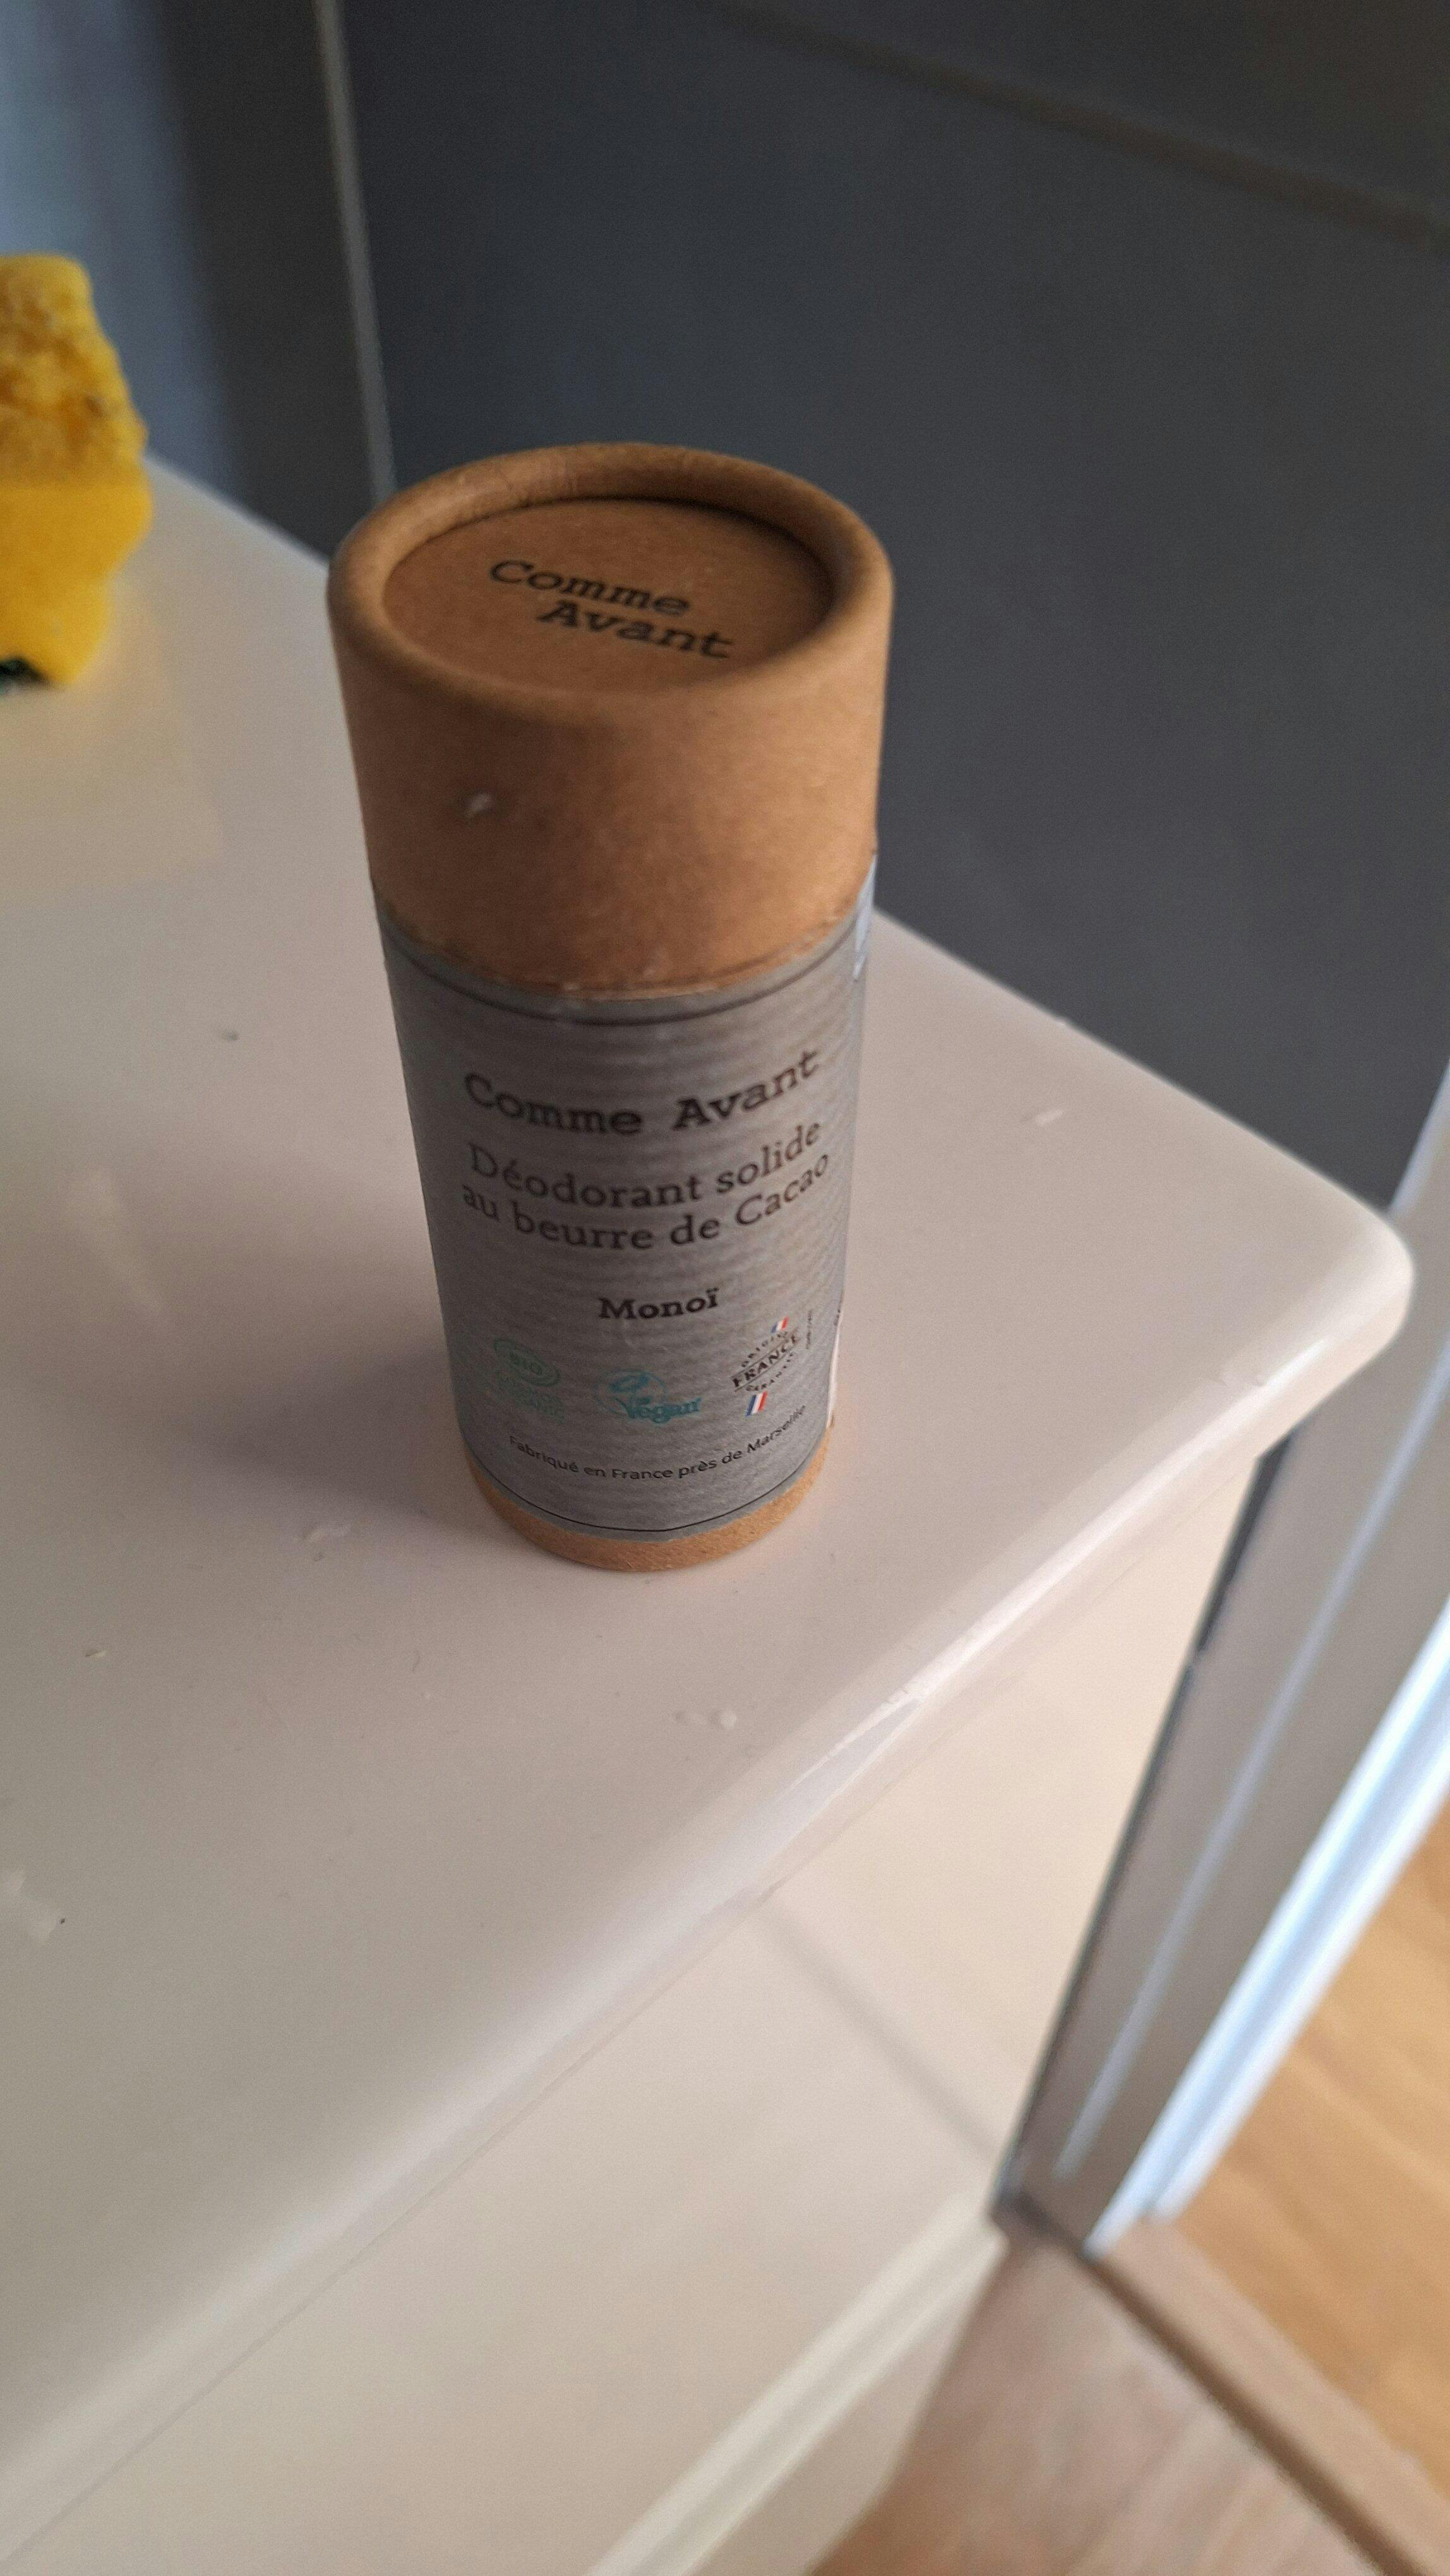 Comme
Avant
Comme Avant
Déodorant solide
au beurre de Cacao
Monoï
BIO
Vegan
FRANCE
Fabriqué en France près de Marseille